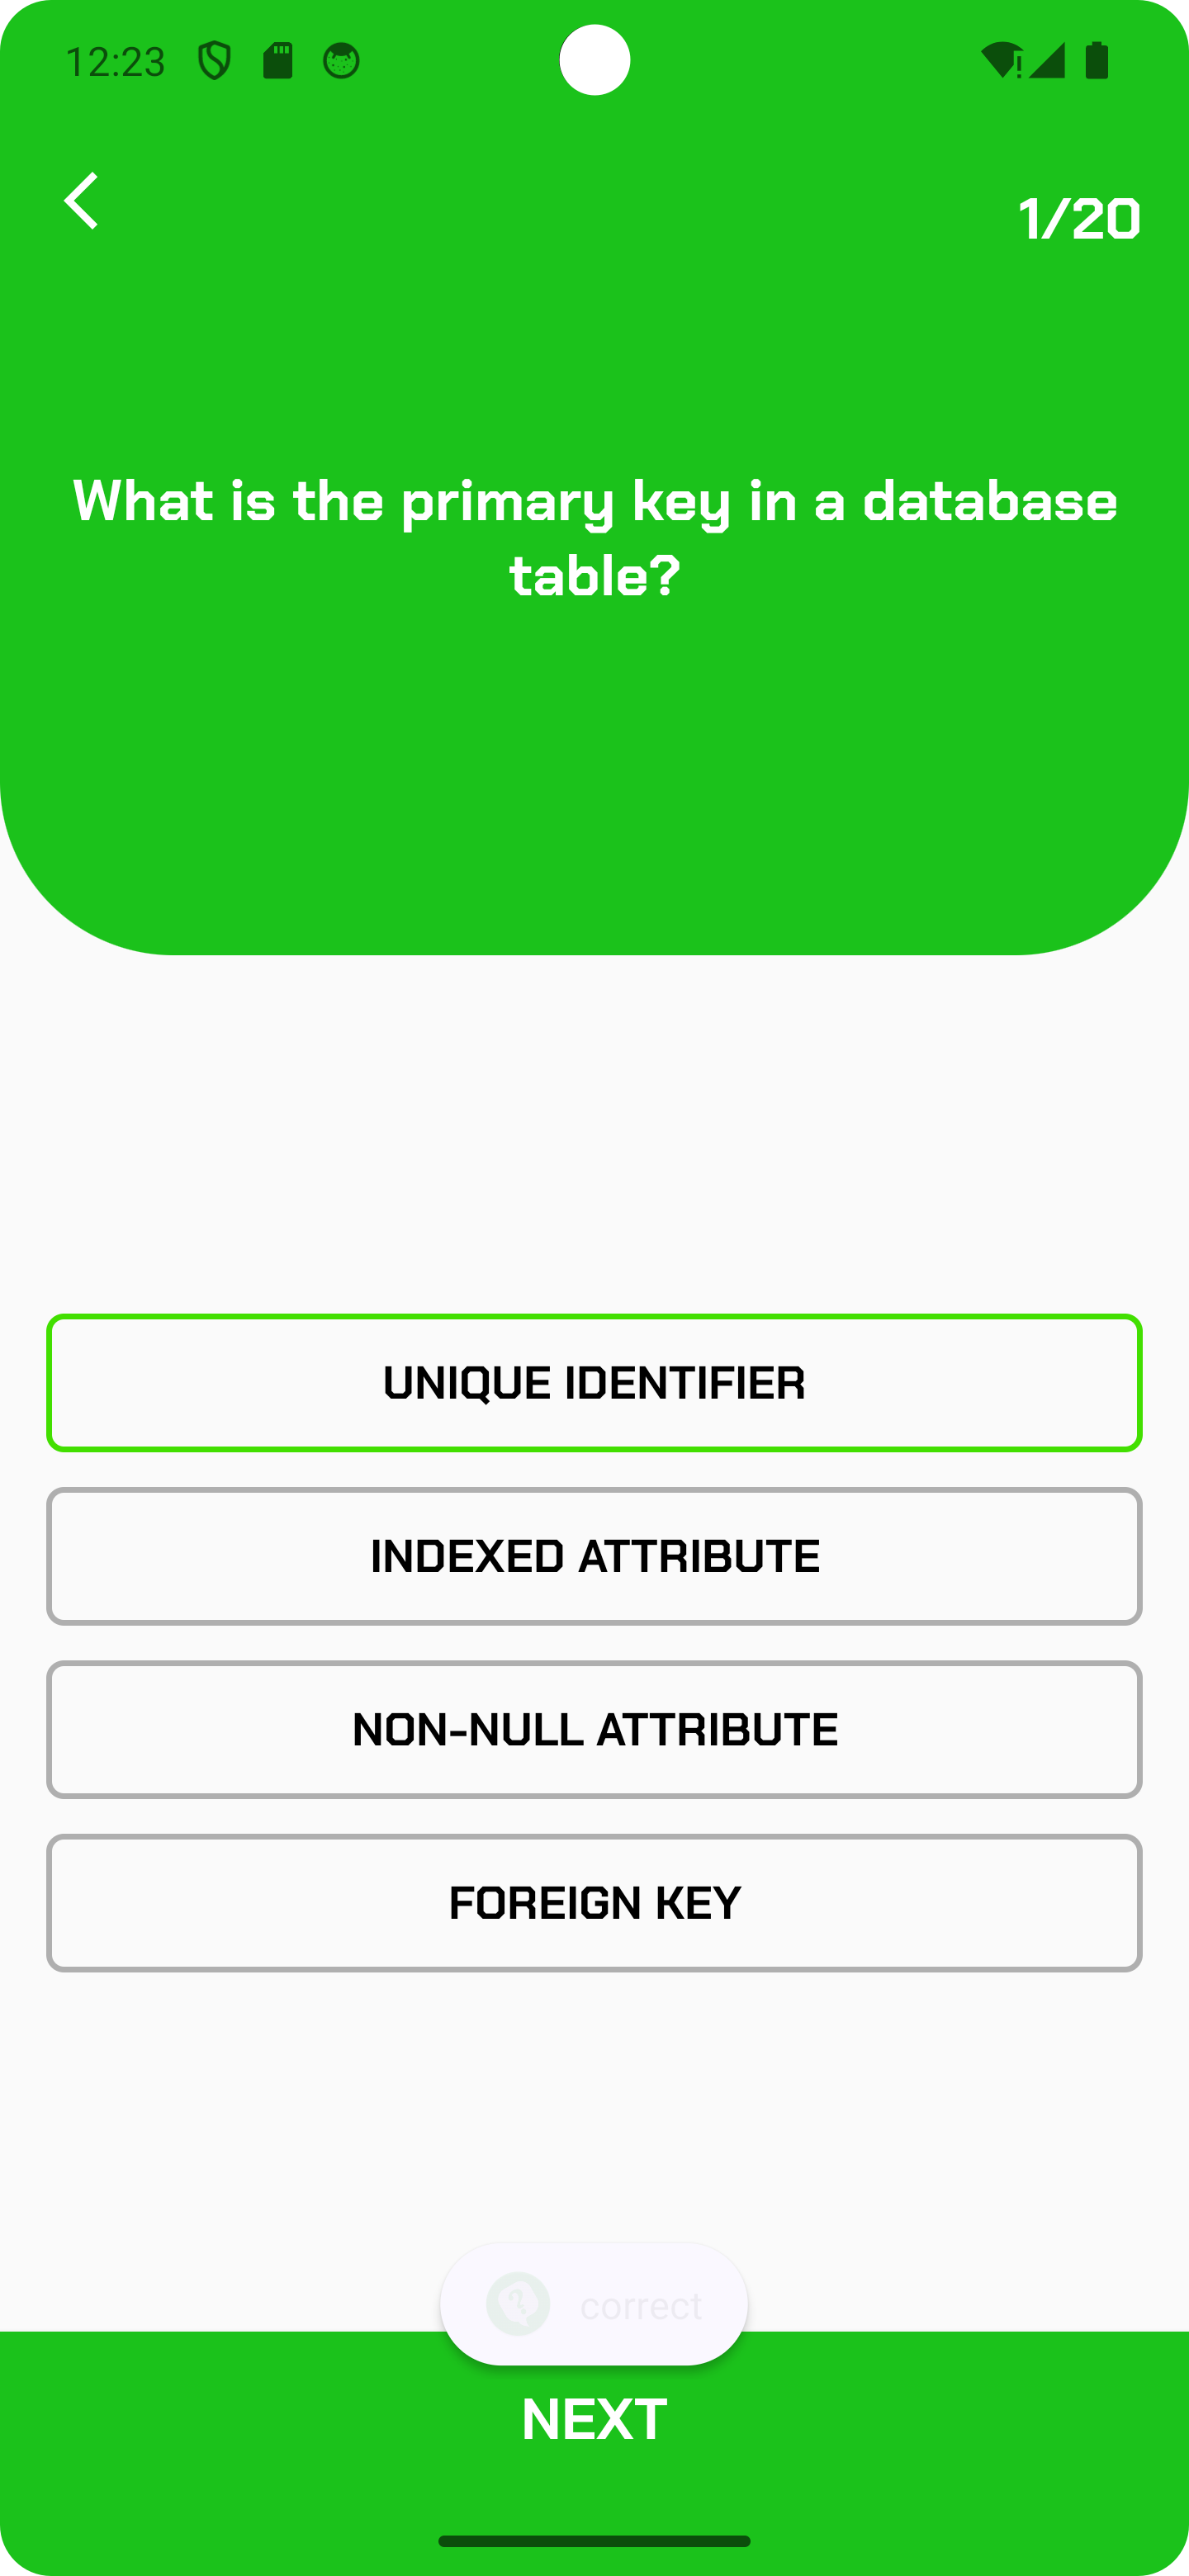 12:23
1/20
What is the primary key in a database
table?
UNIQUE IDENTIFIER
INDEXED ATTRIBUTE
NON-NULL ATTRIBUTE
FOREIGN KEY
correct
NEXT